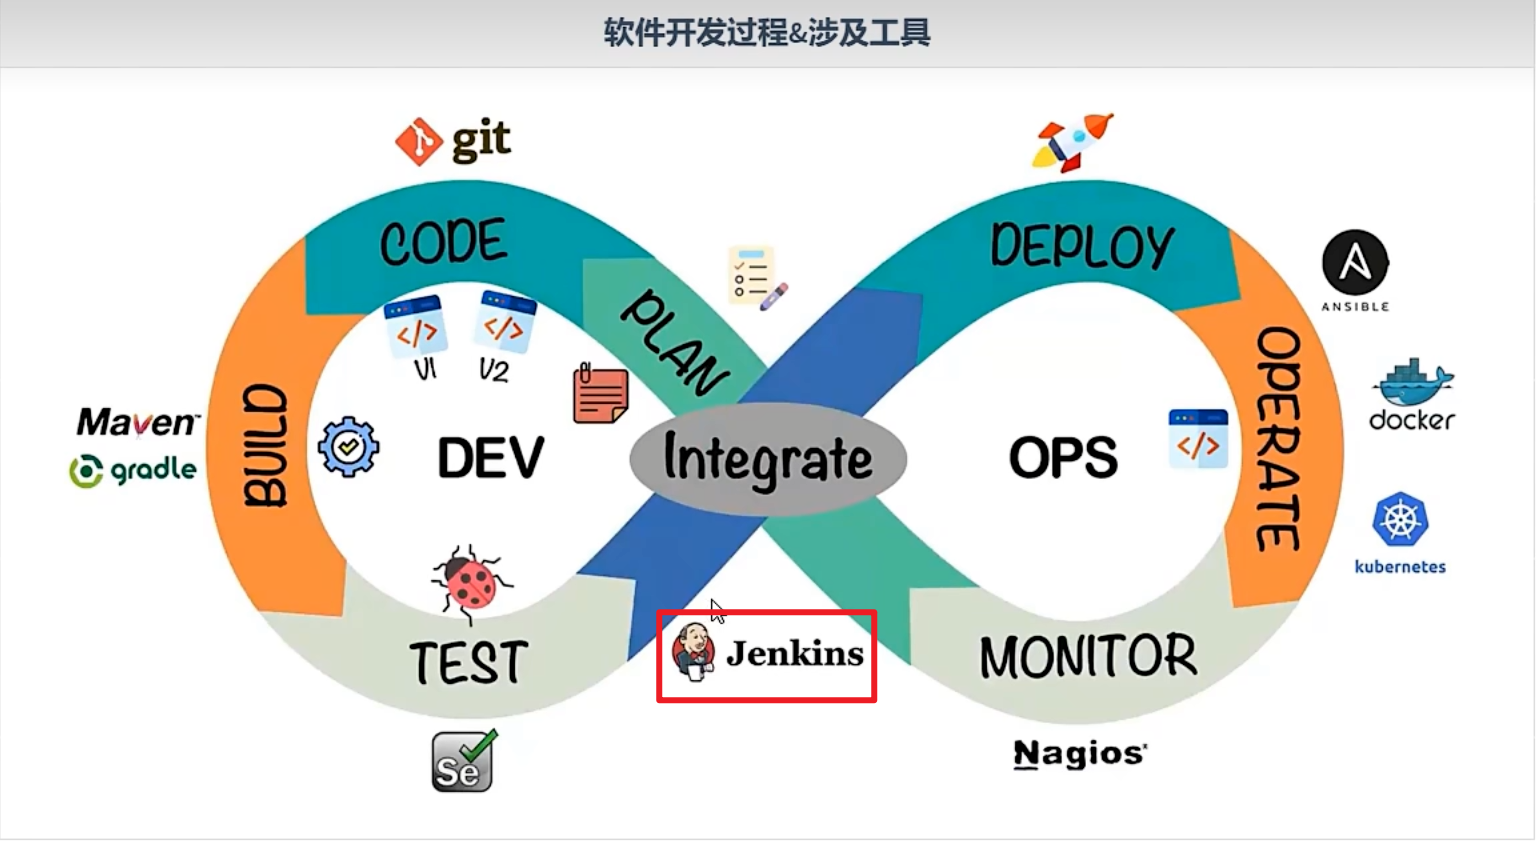 软件开发过程&涉及工具
git
CODE
DEPLOY
PLAN
ANSIBLE
</>
</>
V1
V2
OPERATE
docker
Maven™
gradle
BUILD
DEV
Integrate
OPS
</>
kubernetes
TEST
Jenkins
MONITOR
Se
Nagios